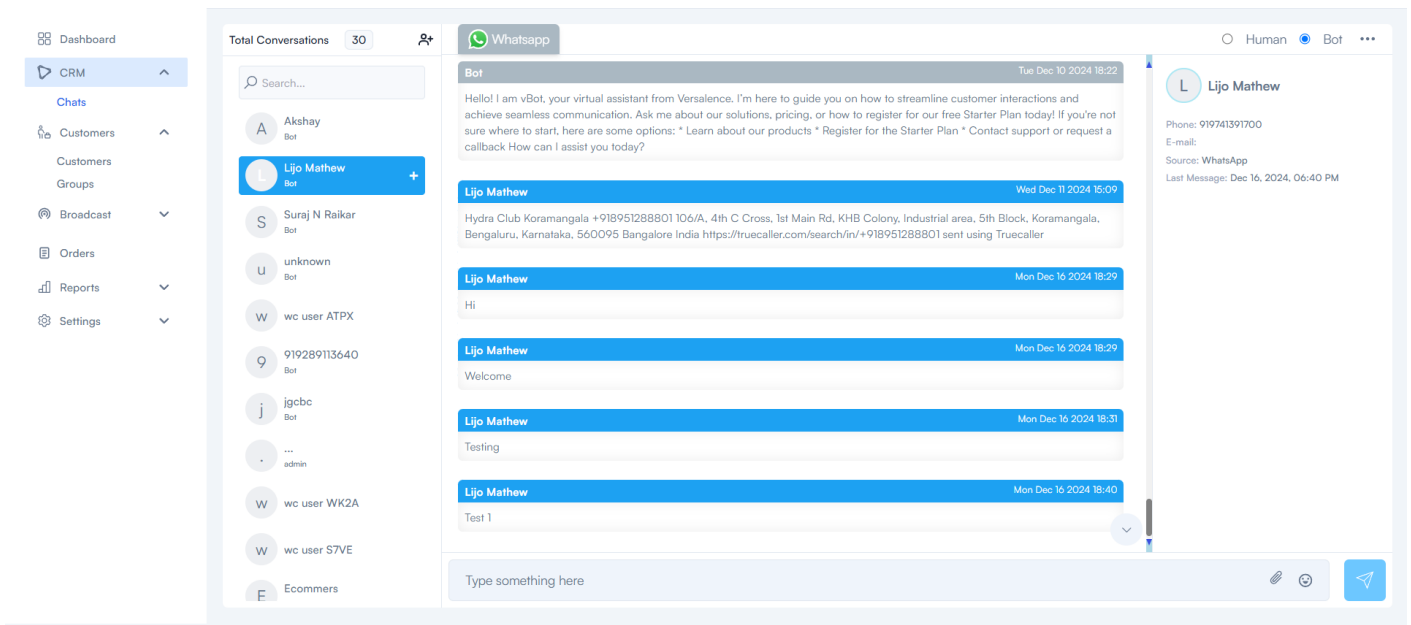 Dashboard
CRM
Chats
Customers
Customers
Groups
Broadcast
Orders
Reports
Settings
Total Conversations 30
Search...
A Akshay
Bot
L Lijo Mathew +
Bot
S Suraj N Raikar
Bot
u unknown
Bot
w wc user ATPX
9 919289113640
Bot
j jgcbc
Bot
. ...
admin
w wc user WK2A
w wc user S7VE
E Ecommers
Whatsapp
Human Bot
Bot Tue Dec 10 2024 18:22
Hello! I am vBot, your virtual assistant from Versalence. I'm here to guide you on how to streamline customer interactions and
achieve seamless communication. Ask me about our solutions, pricing, or how to register for our free Starter Plan today! If you're not
sure where to start, here are some options: * Learn about our products * Register for the Starter Plan * Contact support or request a
callback How can I assist you today?
Lijo Mathew Wed Dec 11 2024 15:09
Hydra Club Koramangala +918951288801 106/A, 4th C Cross, 1st Main Rd, KHB Colony, Industrial area, 5th Block, Koramangala,
Bengaluru, Karnataka, 560095 Bangalore India https://truecaller.com/search/in/+918951288801 sent using Truecaller
Lijo Mathew Mon Dec 16 2024 18:29
Hi
Lijo Mathew Mon Dec 16 2024 18:29
Welcome
Lijo Mathew Mon Dec 16 2024 18:31
Testing
Lijo Mathew Mon Dec 16 2024 18:40
Test 1
Type something here
L Lijo Mathew
Phone: 919741391700
E-mail:
Source: WhatsApp
Last Message: Dec 16, 2024, 06:40 PM